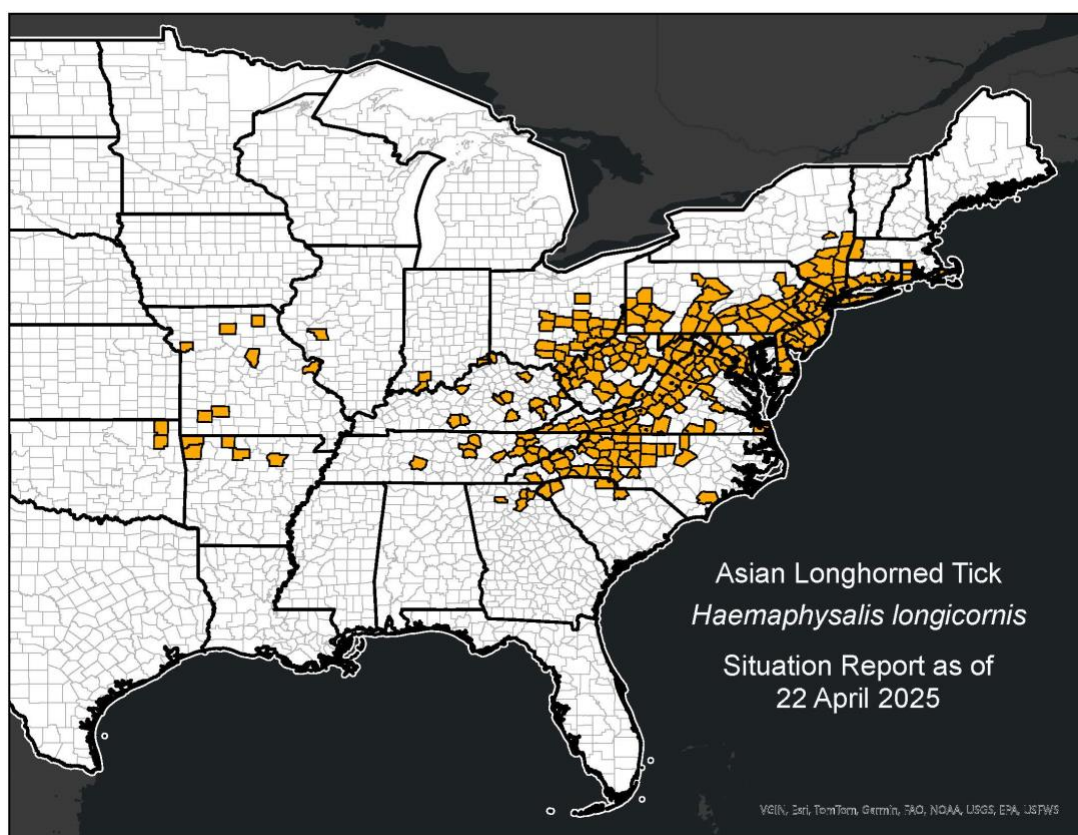 Asian Longhorned Tick
Haemaphysalis longicornis
Situation Report as of
22 April 2025
VGIN, Esri, TomTom, Garmin, FAO, NOAA, USGS, EPA, USFWS